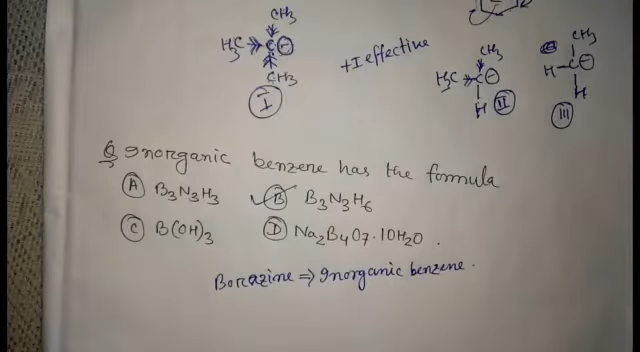 CH3
H3C C ⊖
CH3
I
+I effective
CH3
H3C C ⊖
H II
CH3
H-C ⊖
H
III
Q Inorganic benzene has the formula
A B3N3H3 B B3N3H6
C B(OH)3 D Na2B4O7.10H2O.
Borazine ⇒ Inorganic benzene.